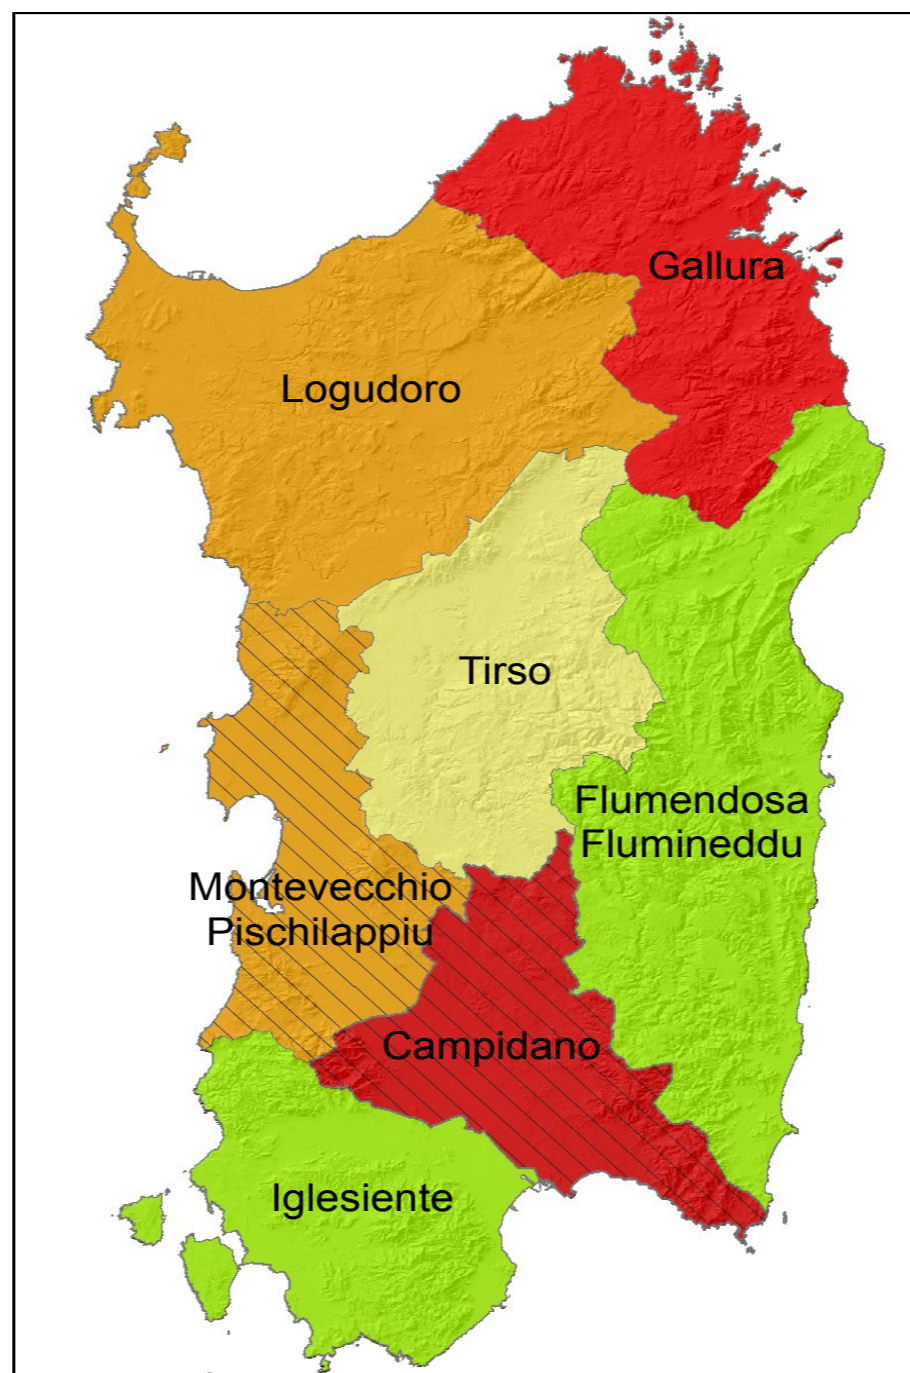 Gallura
Logudoro
Tirso
Flumendosa
Flumineddu
Montevecchio
Pischilappiu
Campidano
Iglesiente